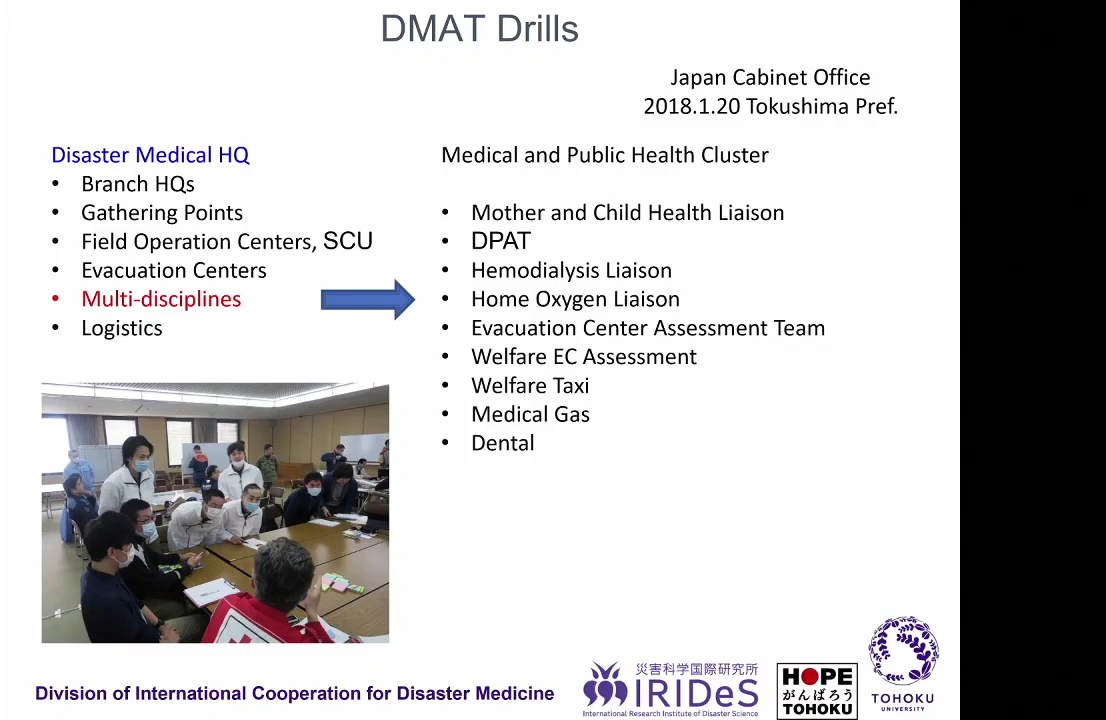 DMAT Drills
Japan Cabinet Office
2018.1.20 Tokushima Pref.
Disaster Medical HQ
• Branch HQs
• Gathering Points
• Field Operation Centers, SCU
• Evacuation Centers
• Multi-disciplines
• Logistics
Medical and Public Health Cluster
• Mother and Child Health Liaison
• DPAT
• Hemodialysis Liaison
• Home Oxygen Liaison
• Evacuation Center Assessment Team
• Welfare EC Assessment
• Welfare Taxi
• Medical Gas
• Dental
Division of International Cooperation for Disaster Medicine
災害科学国際研究所
IRIDeS
International Research Institute of Disaster Science
HOPE
がんばろう
TOHOKU
TOHOKU
UNIVERSITY